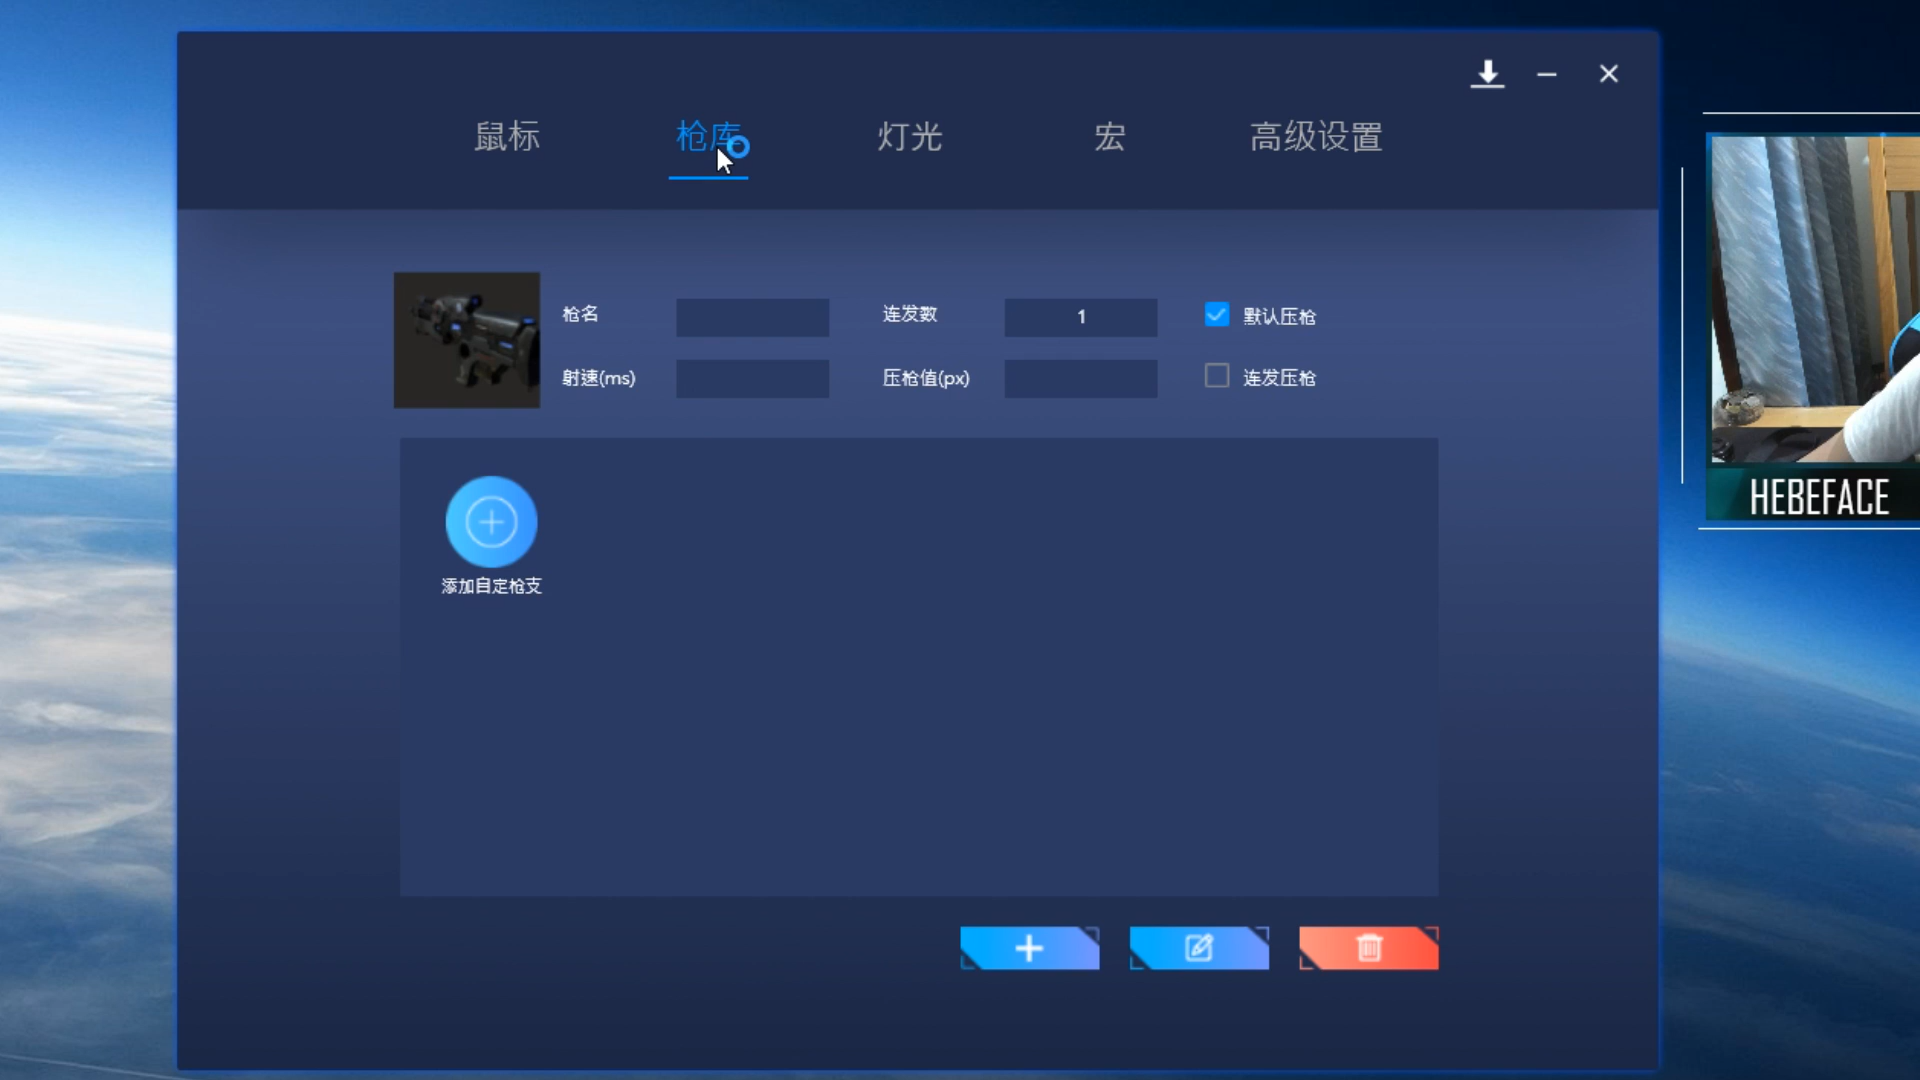 鼠标 枪库 灯光 宏 高级设置
枪名 连发数 1 默认压枪
射速(ms) 压枪值(px) 连发压枪
添加自定枪支
HEBEFACE